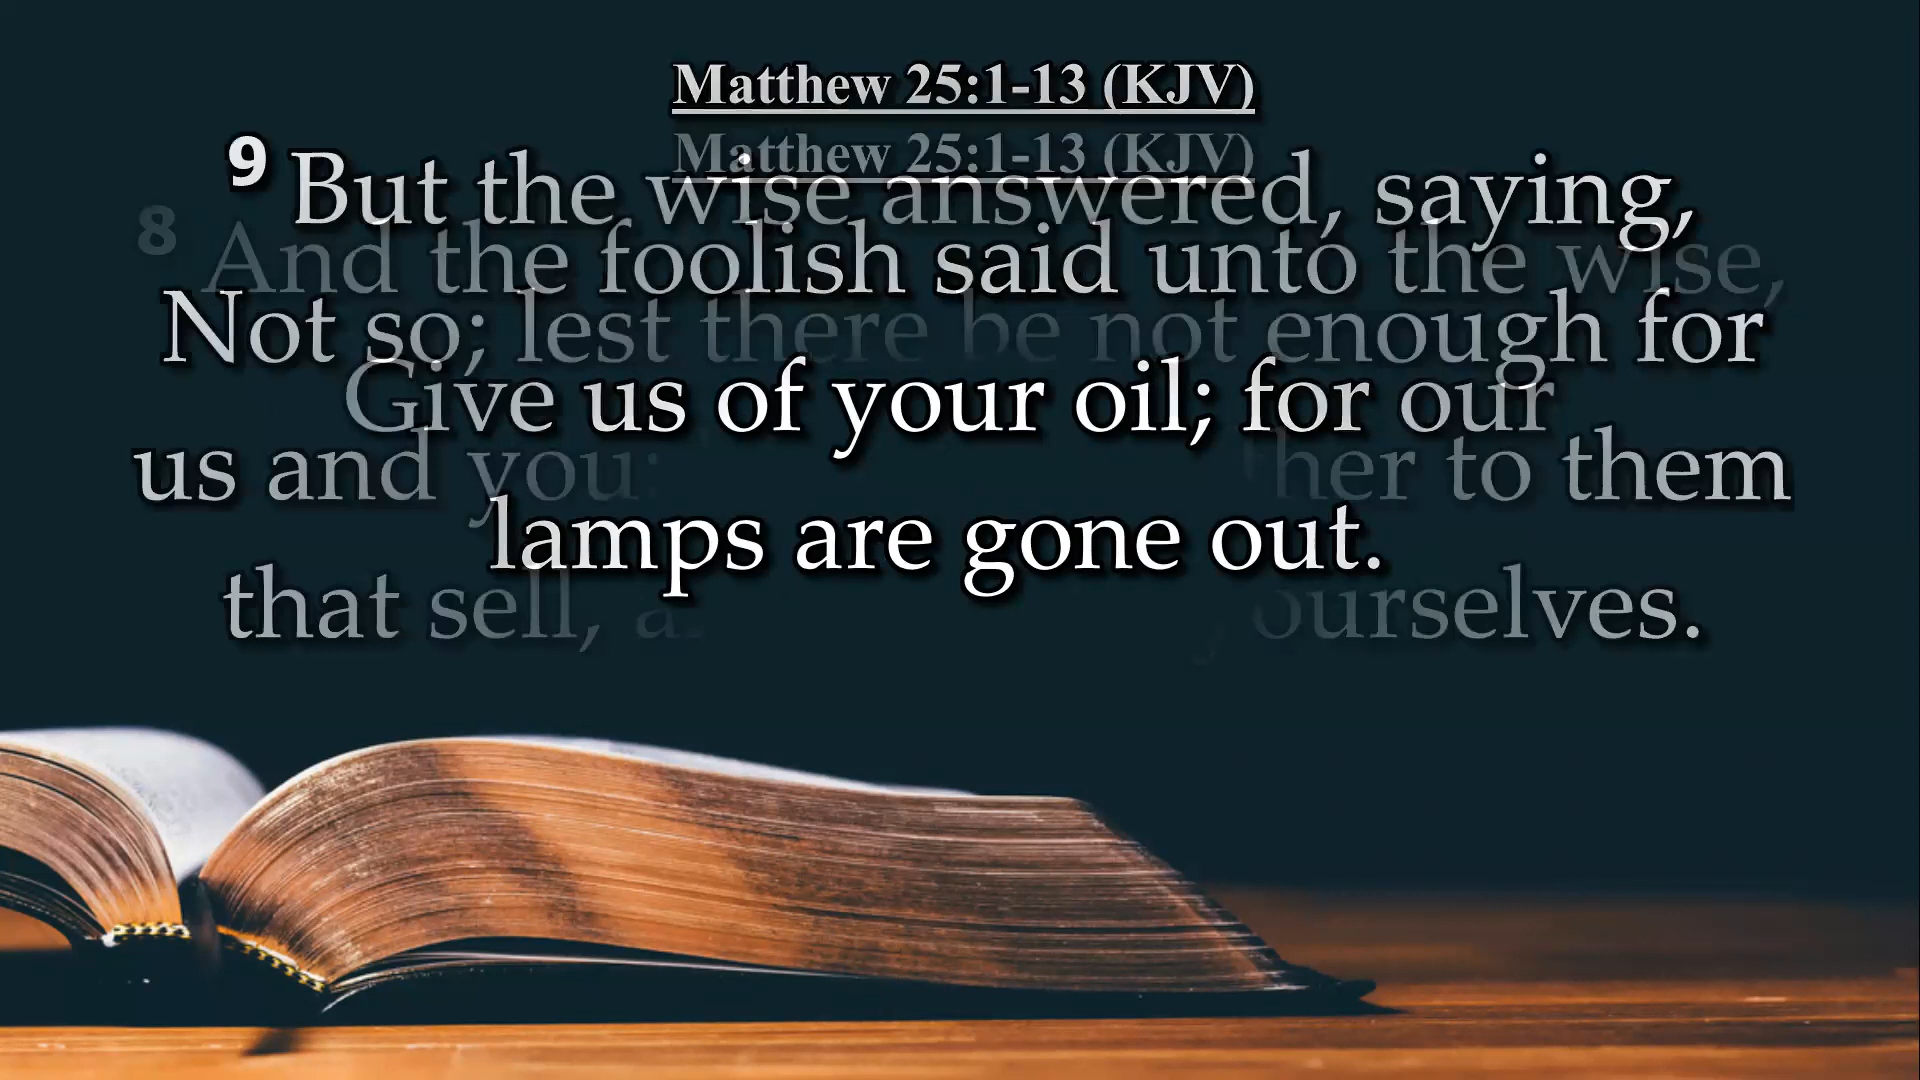 Matthew 25:1-13 (KJV)
Matthew 25:1-13 (KJV)
9 But the wise answered, saying,
8 And the foolish said unto the wise,
Not so; lest there be not enough for
Give us of your oil; for our
us and you: to them
lamps are gone out.
that sell,